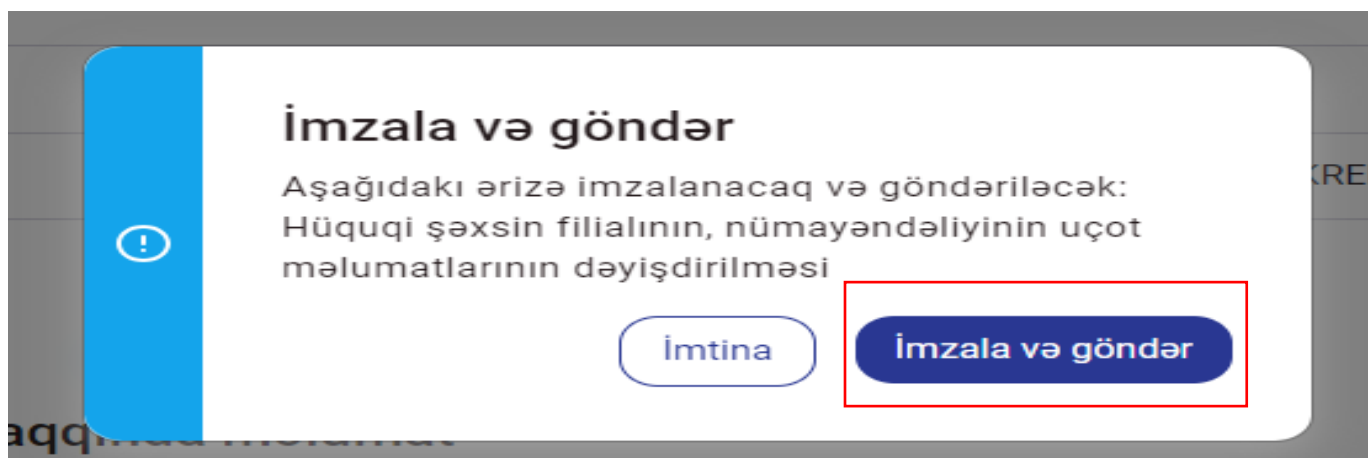 İmzala və göndər
Aşağıdakı ərizə imzalanacaq və göndəriləcək:
KRE
Hüquqi şəxsin filialının, nümayəndəliyinin uçot
məlumatlarının dəyişdirilməsi
İmtina
İmzala və göndər